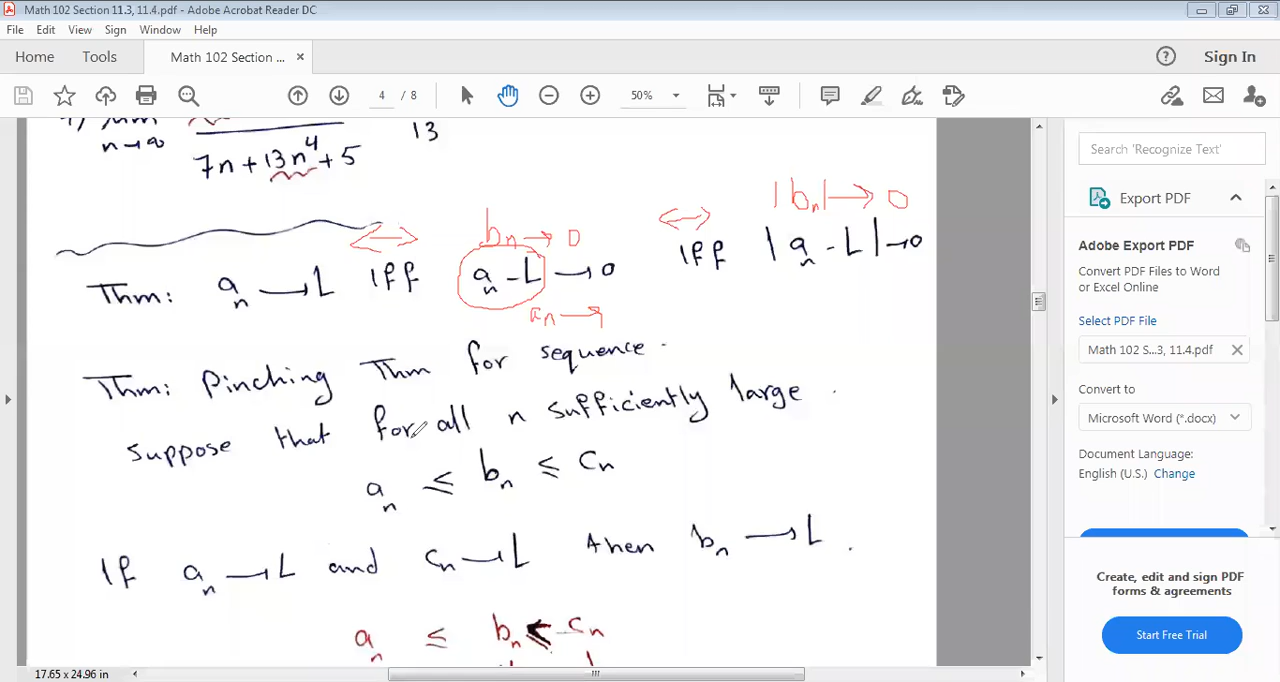 Math 102 Section 11.3, 11.4.pdf - Adobe Acrobat Reader DC
File Edit View Sign Window Help
Home Tools Math 102 Section ... × Sign In
4 / 8 50%
n→∞ 7n + 13n⁴ + 5 13
|bₙ| → 0
bₙ → 0
Thm: aₙ → L Iff aₙ - L → 0 Iff |aₙ - L| → 0
aₙ →
Thm: Pinching Thm for sequence.
suppose that for all n sufficiently large.
aₙ ≤ bₙ ≤ cₙ
If aₙ → L and cₙ → L then bₙ → L.
aₙ ≤ bₙ ≤ cₙ
17.65 x 24.96 in
Search 'Recognize Text'
Export PDF
Adobe Export PDF
Convert PDF Files to Word
or Excel Online
Select PDF File
Math 102 S...3, 11.4.pdf ×
Convert to
Microsoft Word (*.docx)
Document Language:
English (U.S.) Change
Create, edit and sign PDF
forms & agreements
Start Free Trial